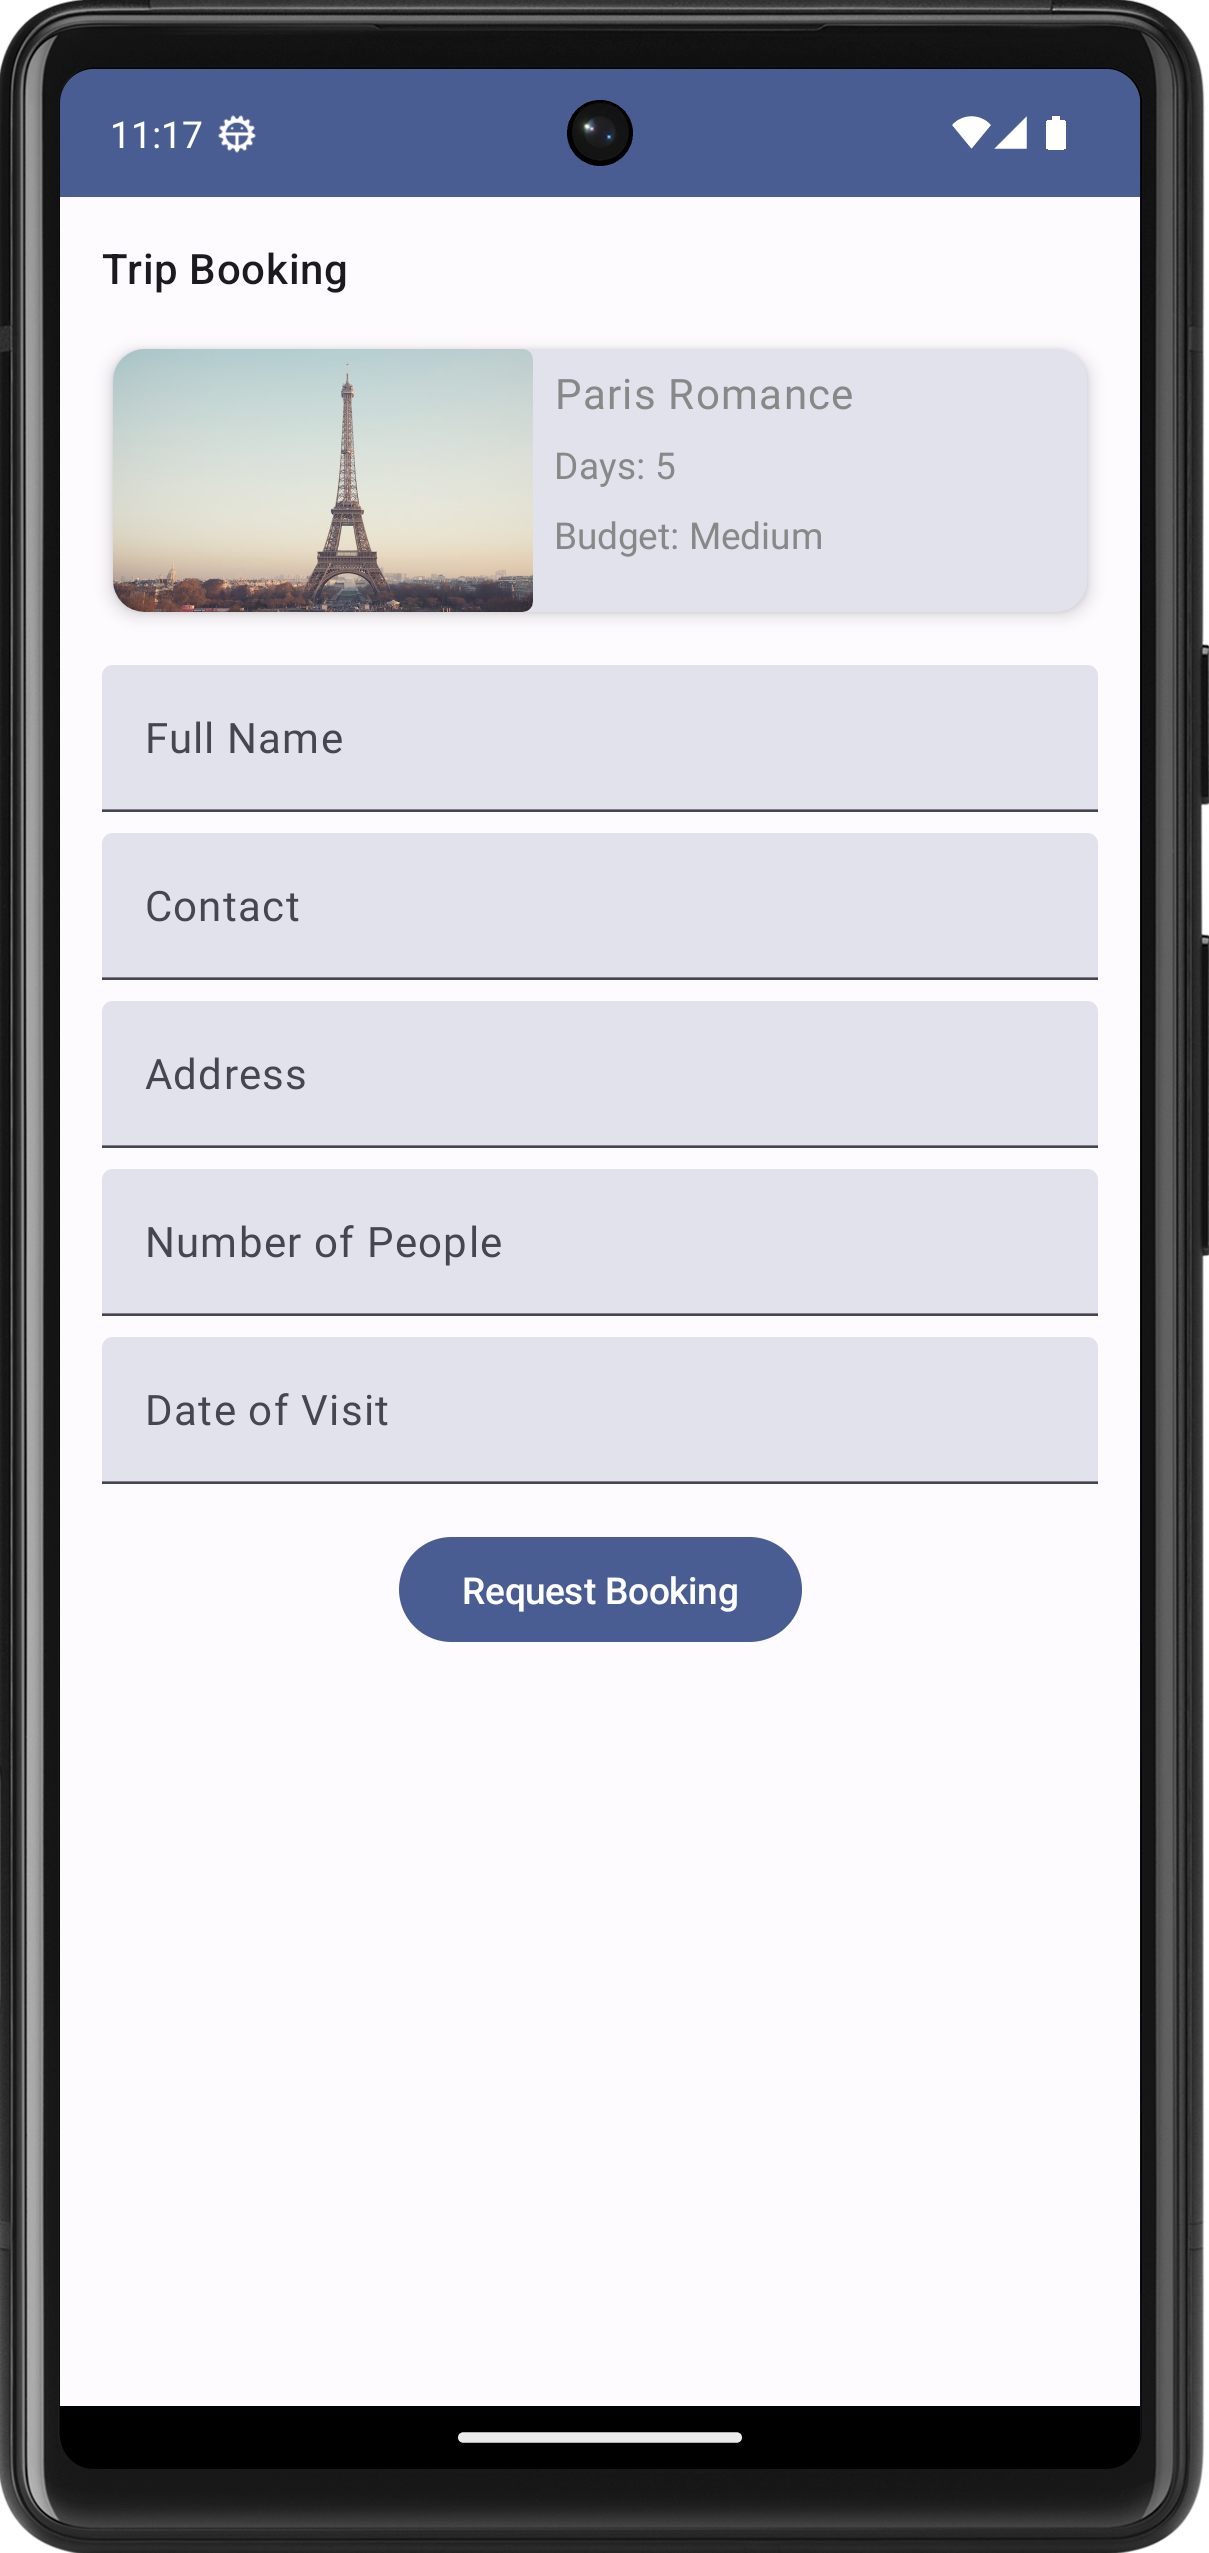 11:17
Trip Booking
Paris Romance
Days: 5
Budget: Medium
Full Name
Contact
Address
Number of People
Date of Visit
Request Booking